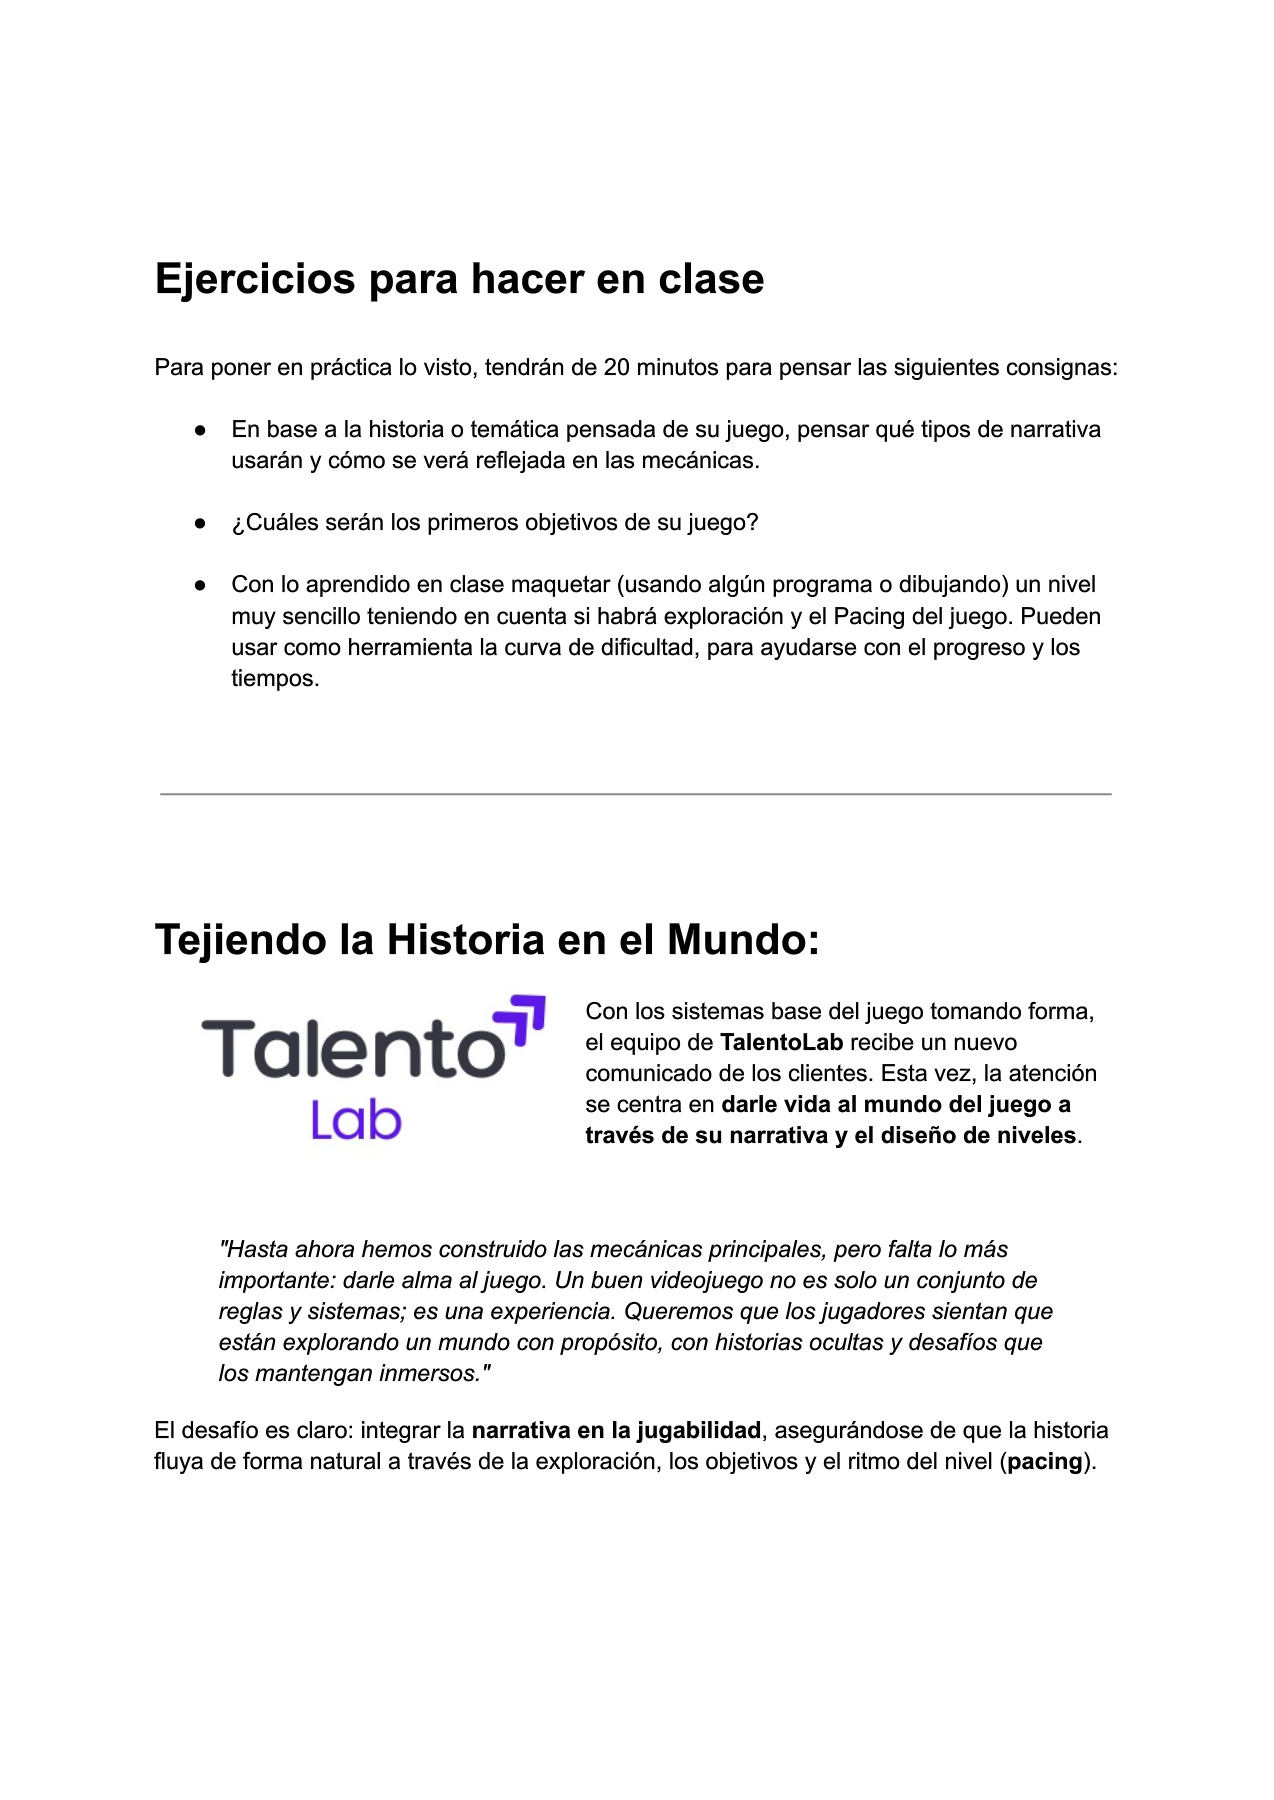 Ejercicios para hacer en clase
Para poner en práctica lo visto, tendrán de 20 minutos para pensar las siguientes consignas:
● En base a la historia o temática pensada de su juego, pensar qué tipos de narrativa
usarán y cómo se verá reflejada en las mecánicas.
● ¿Cuáles serán los primeros objetivos de su juego?
● Con lo aprendido en clase maquetar (usando algún programa o dibujando) un nivel
muy sencillo teniendo en cuenta si habrá exploración y el Pacing del juego. Pueden
usar como herramienta la curva de dificultad, para ayudarse con el progreso y los
tiempos.
Tejiendo la Historia en el Mundo:
Talento
Lab
Con los sistemas base del juego tomando forma,
el equipo de TalentoLab recibe un nuevo
comunicado de los clientes. Esta vez, la atención
se centra en darle vida al mundo del juego a
través de su narrativa y el diseño de niveles.
"Hasta ahora hemos construido las mecánicas principales, pero falta lo más
importante: darle alma al juego. Un buen videojuego no es solo un conjunto de
reglas y sistemas; es una experiencia. Queremos que los jugadores sientan que
están explorando un mundo con propósito, con historias ocultas y desafíos que
los mantengan inmersos."
El desafío es claro: integrar la narrativa en la jugabilidad, asegurándose de que la historia
fluya de forma natural a través de la exploración, los objetivos y el ritmo del nivel (pacing).